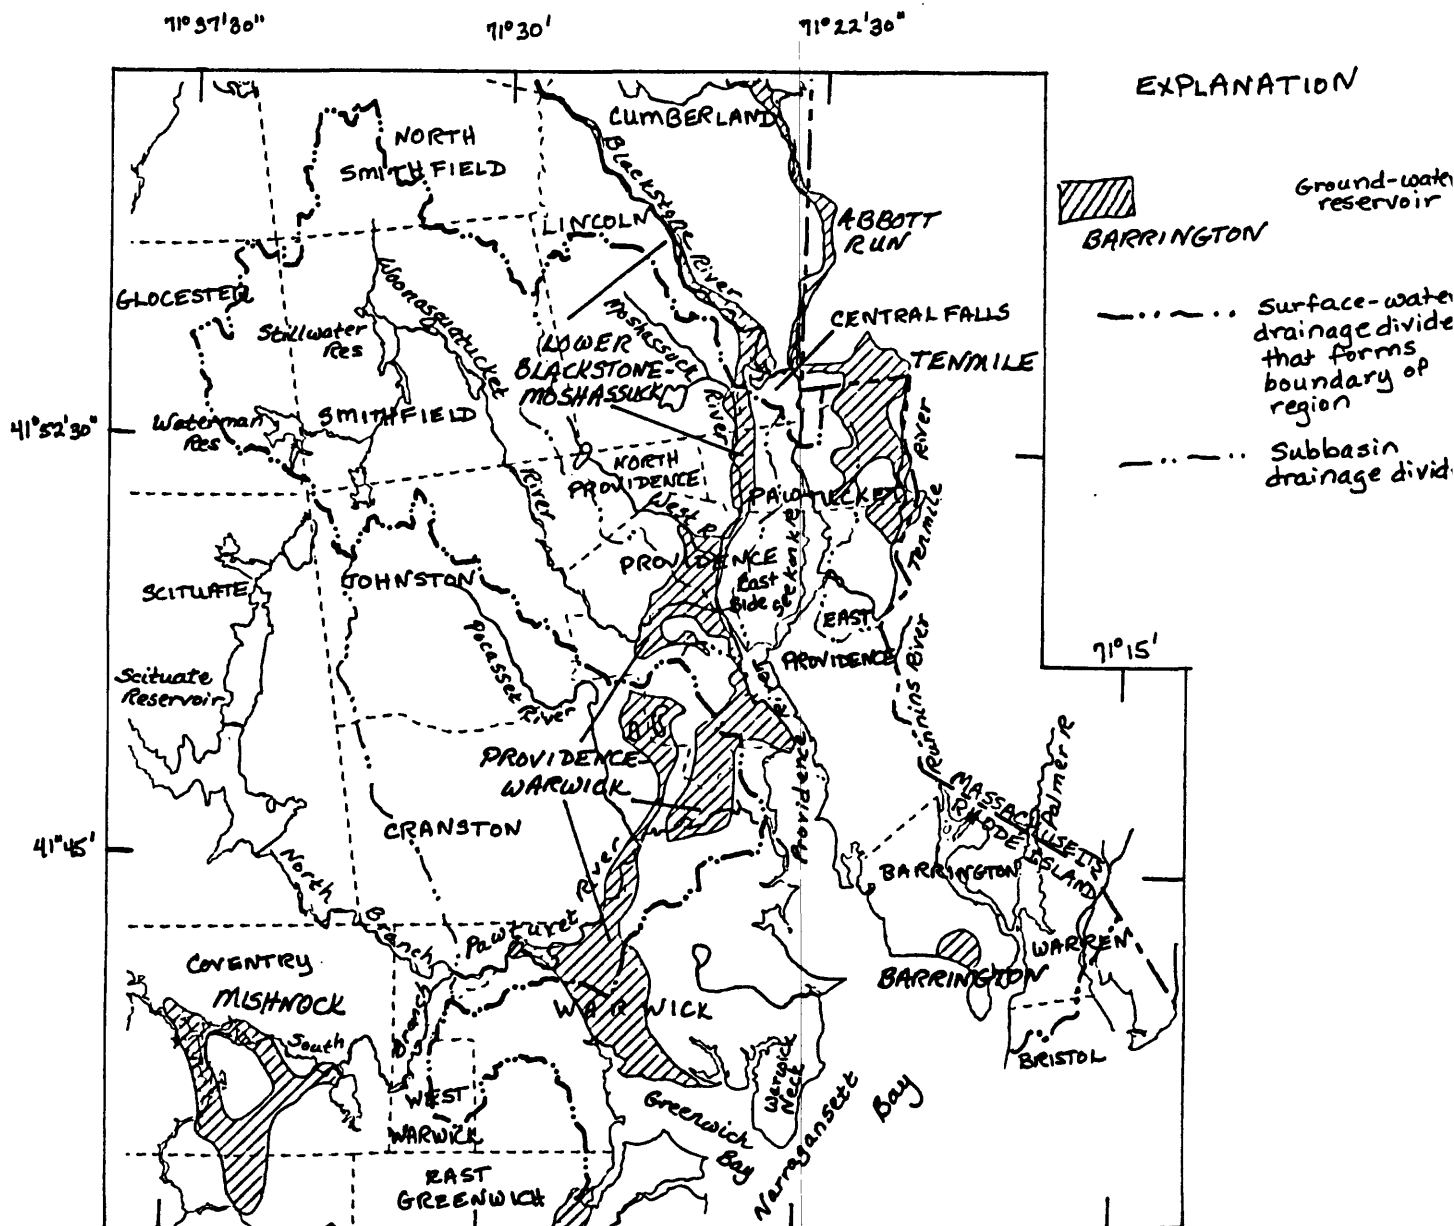 71°37'30"
71°30'
71°22'30"
EXPLANATION
CUMBERLAND
NORTH
SMITHFIELD
Blackstone River
Ground-water
reservoir
BARRINGTON
ABBOTT
RUN
LINCOLN
GLOCESTER
Woonasquatucket
River
Stillwater
Res
Moshassuck
River
CENTRAL FALLS
Surface-water
drainage divide
that forms
boundary of
region
LOWER
BLACKSTONE-
MOSHASSUCK
TENMILE
41°52'30"
Waterman
Res
SMITHFIELD
Subbasin
drainage divid
NORTH
PROVIDENCE
West R
PAWTUCKET
Tenmile
River
PROVIDENCE
East
Side
Seekonk R
SCITUATE
JOHNSTON
EAST
PROVIDENCE
Pocasset
River
Runnins River
71°15'
Scituate
Reservoir
PROVIDENCE-
WARWICK
Providence
River
Palmer R
MASSACHUSETTS
RHODE ISLAND
CRANSTON
41°45'
BARRINGTON
North
Branch
Pawtuxet
River
COVENTRY
MISHNOCK
WARREN
BARRINGTON
WARWICK
South
Branch
BRISTOL
WEST
WARWICK
Greenwich
Bay
Warwick
Neck
Narragansett
Bay
EAST
GREENWICH